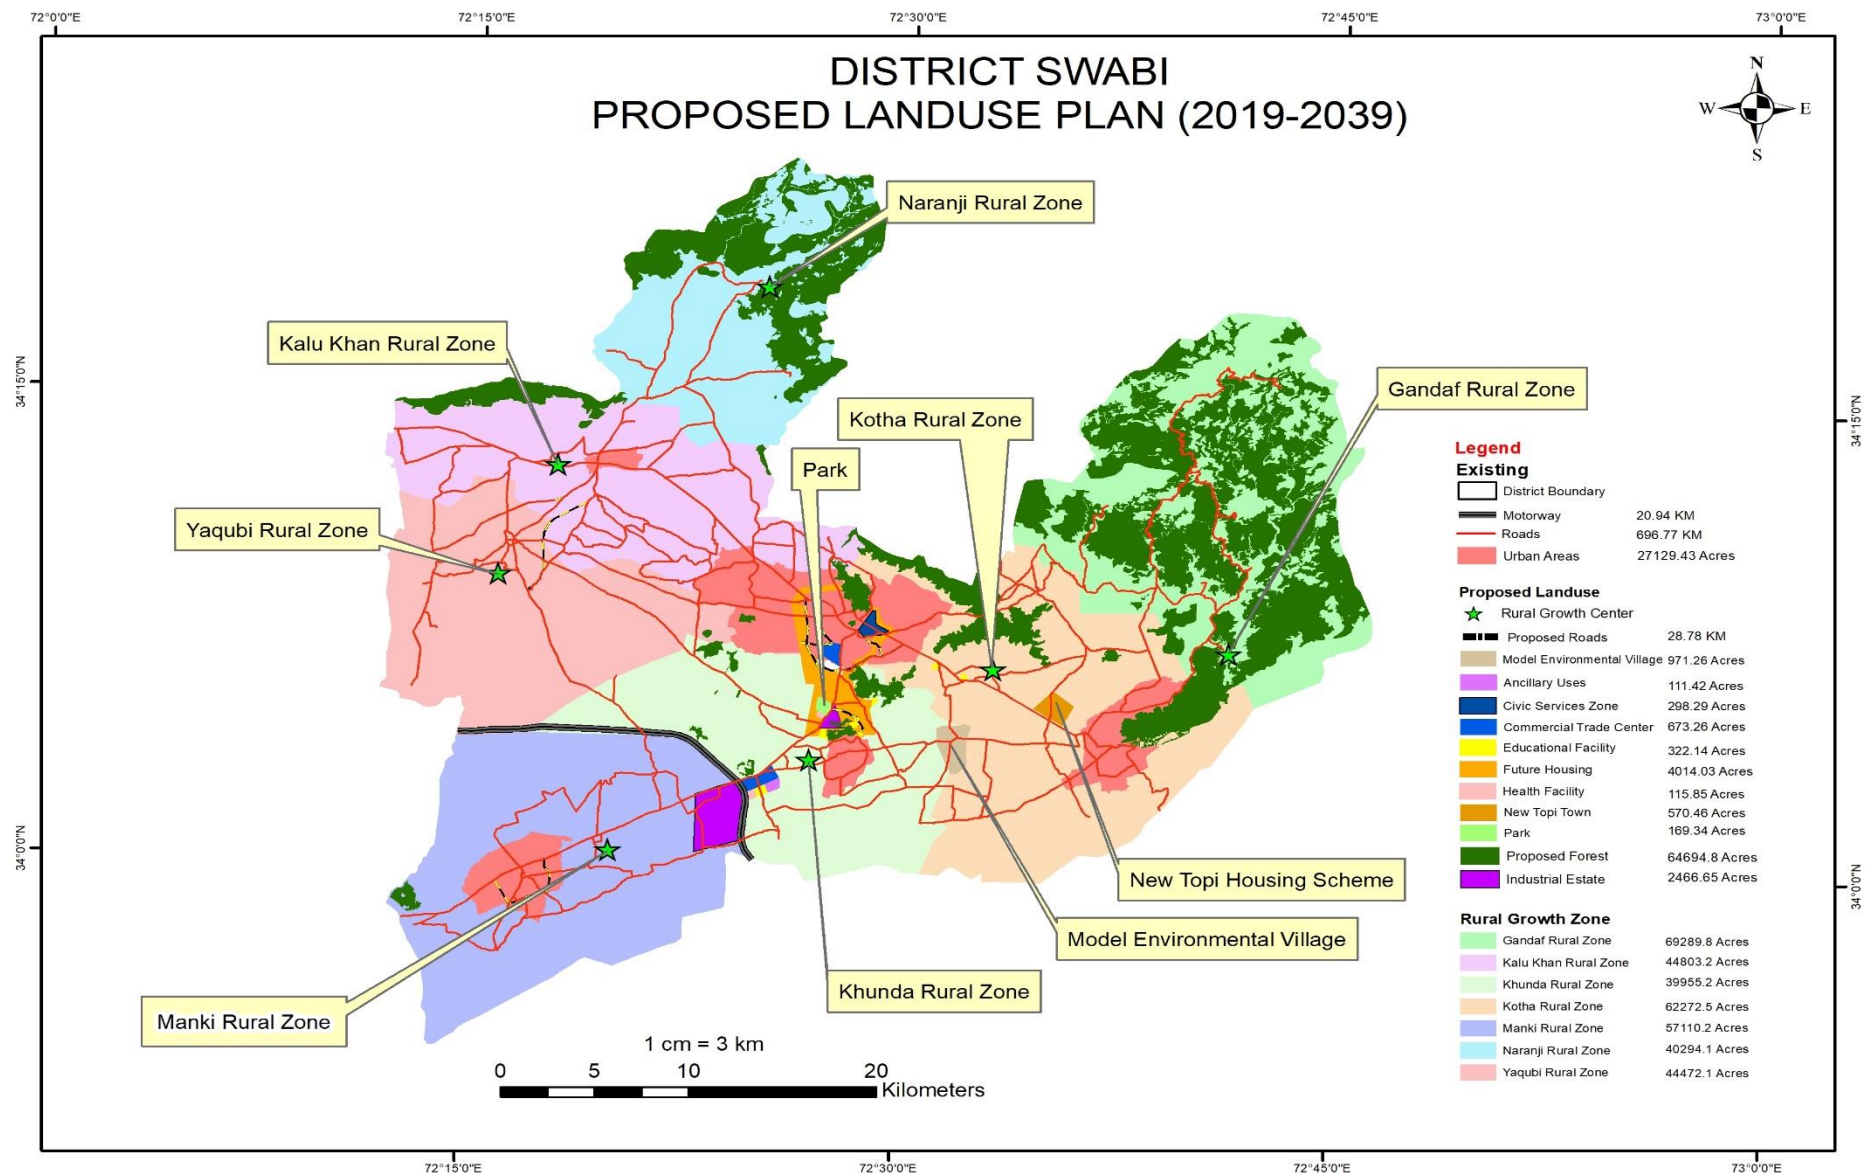 72°0'0"E
72°15'0"E
72°30'0"E
72°45'0"E
73°0'0"E
DISTRICT SWABI
PROPOSED LANDUSE PLAN (2019-2039)
N
W
E
S
Naranji Rural Zone
Kalu Khan Rural Zone
34°15'0"N
Gandaf Rural Zone
34°15'0"N
Kotha Rural Zone
Park
Yaqubi Rural Zone
Legend
Existing
District Boundary
Motorway 20.94 KM
Roads 696.77 KM
Urban Areas 27129.43 Acres
Proposed Landuse
Rural Growth Center
Proposed Roads 28.78 KM
Model Environmental Village 971.26 Acres
Ancillary Uses 111.42 Acres
Civic Services Zone 298.29 Acres
Commercial Trade Center 673.26 Acres
Educational Facility 322.14 Acres
Future Housing 4014.03 Acres
Health Facility 115.85 Acres
New Topi Town 570.46 Acres
Park 169.34 Acres
Proposed Forest 64694.8 Acres
Industrial Estate 2466.65 Acres
Rural Growth Zone
Gandaf Rural Zone 69289.8 Acres
Kalu Khan Rural Zone 44803.2 Acres
Khunda Rural Zone 39955.2 Acres
Kotha Rural Zone 62272.5 Acres
Manki Rural Zone 57110.2 Acres
Naranji Rural Zone 40294.1 Acres
Yaqubi Rural Zone 44472.1 Acres
34°0'0"N
34°0'0"N
New Topi Housing Scheme
Model Environmental Village
Khunda Rural Zone
Manki Rural Zone
1 cm = 3 km
0 5 10 20
Kilometers
72°15'0"E
72°30'0"E
72°45'0"E
73°0'0"E